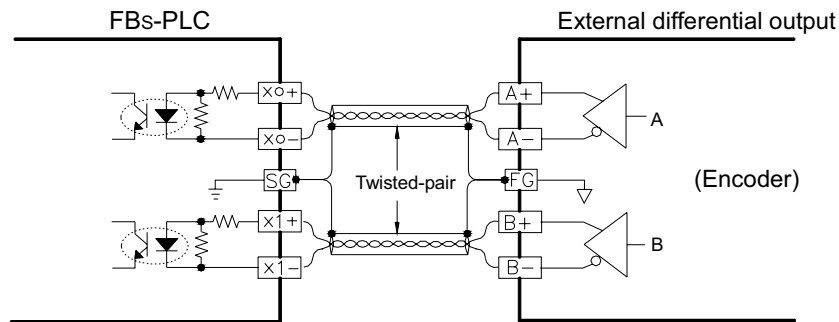 FBs-PLC
External differential output
X0+
X0-
SG
X1+
X1-
Twisted-pair
A+
A-
FG
B+
B-
A
(Encoder)
B